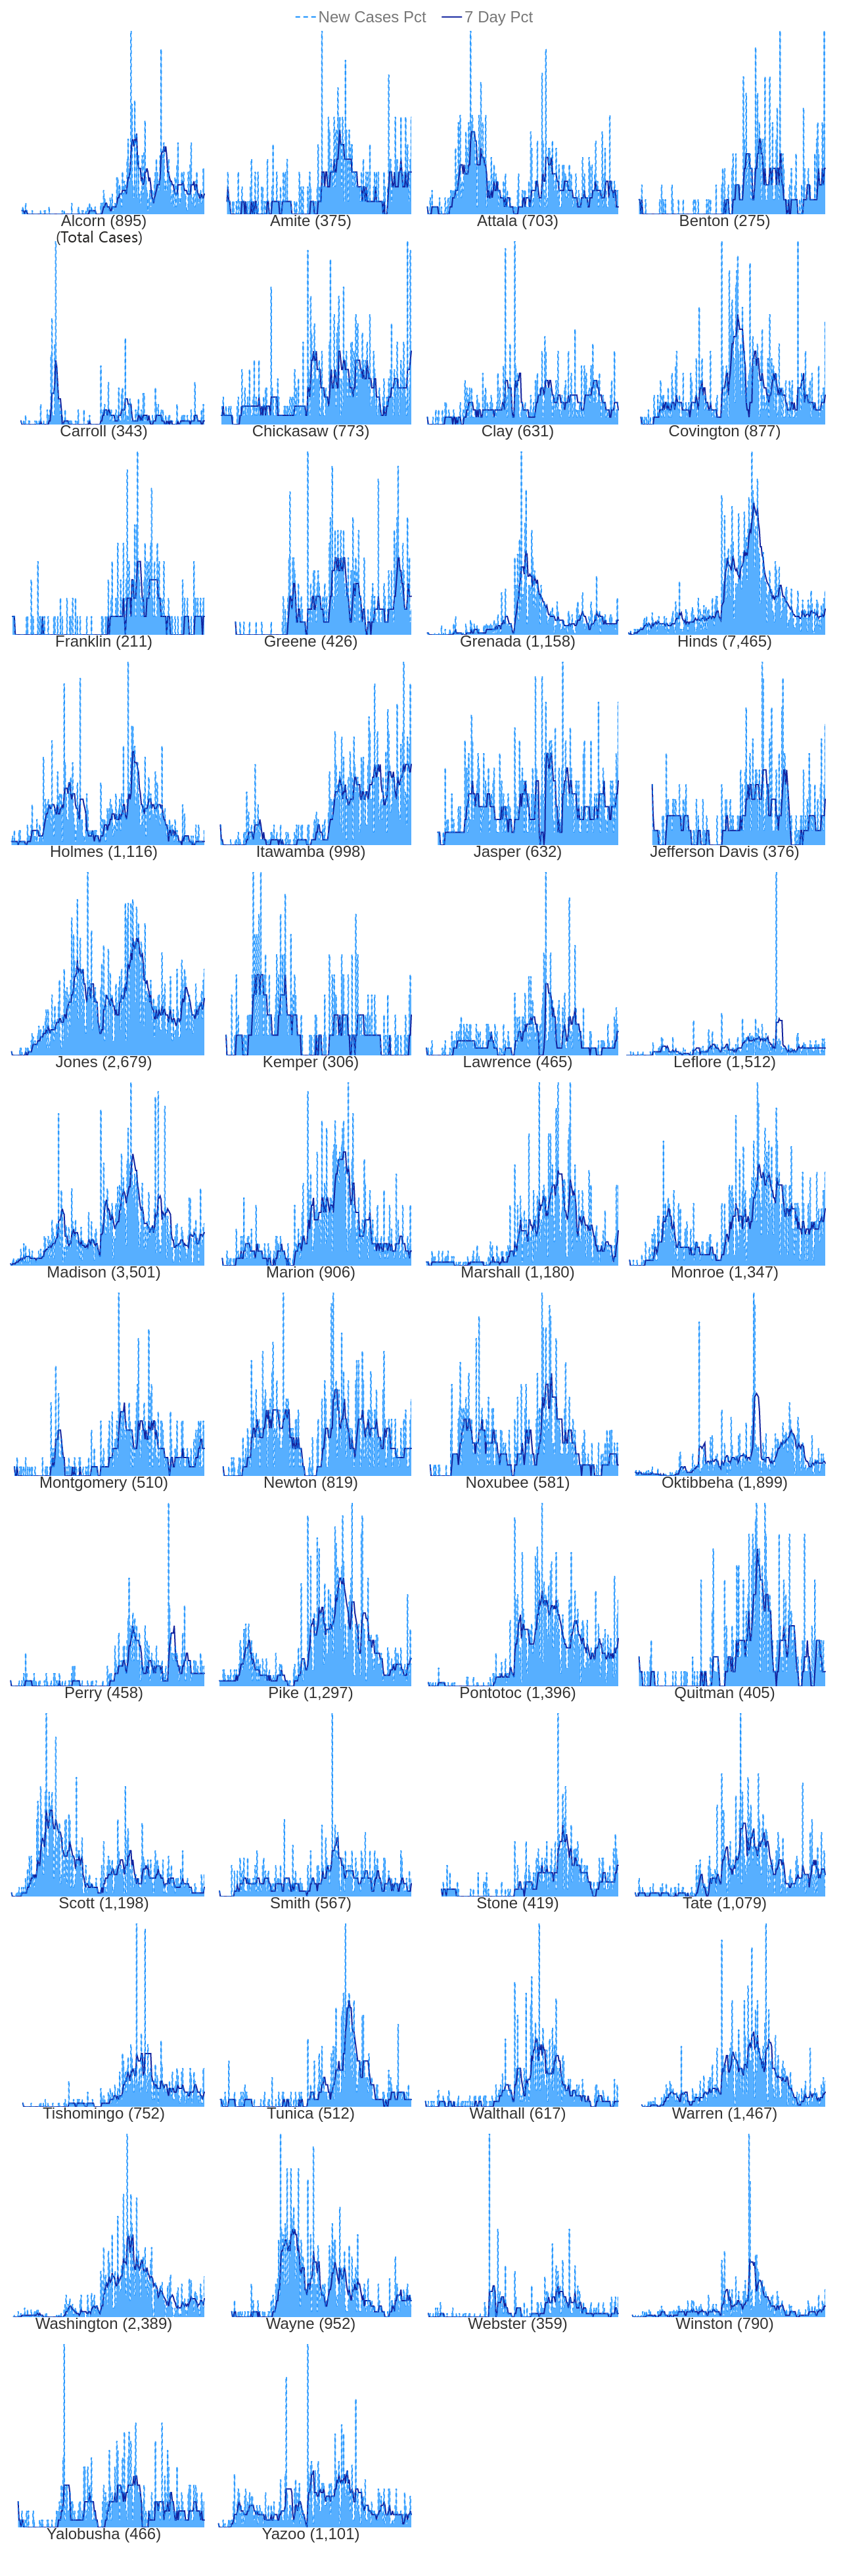 New Cases Pct 7 Day Pct
Alcorn (895) Amite (375) Attala (703) Benton (275)
(Total Cases)
Carroll (343) Chickasaw (773) Clay (631) Covington (877)
Franklin (211) Greene (426) Grenada (1,158) Hinds (7,465)
Holmes (1,116) Itawamba (998) Jasper (632) Jefferson Davis (376)
Jones (2,679) Kemper (306) Lawrence (465) Leflore (1,512)
Madison (3,501) Marion (906) Marshall (1,180) Monroe (1,347)
Montgomery (510) Newton (819) Noxubee (581) Oktibbeha (1,899)
Perry (458) Pike (1,297) Pontotoc (1,396) Quitman (405)
Scott (1,198) Smith (567) Stone (419) Tate (1,079)
Tishomingo (752) Tunica (512) Walthall (617) Warren (1,467)
Washington (2,389) Wayne (952) Webster (359) Winston (790)
Yalobusha (466) Yazoo (1,101)